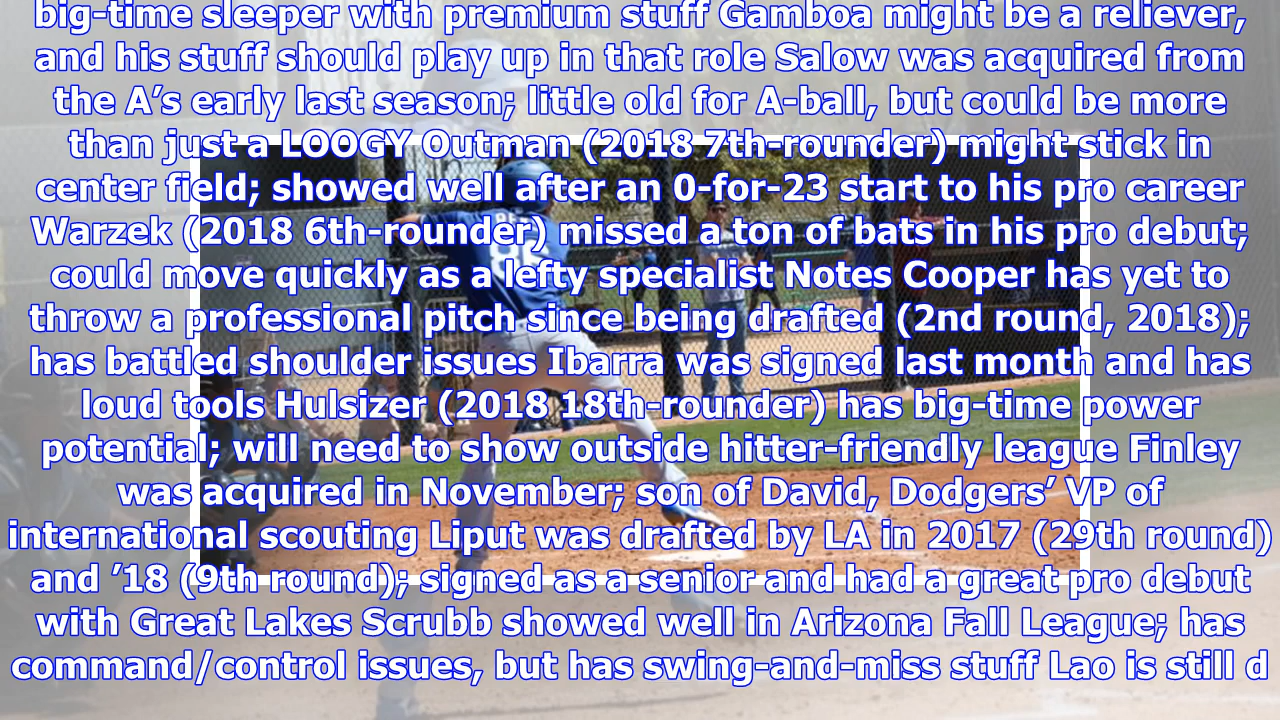 big-time sleeper with premium stuff Gamboa might be a reliever,
and his stuff should play up in that role Salow was acquired from
the A’s early last season; little old for A-ball, but could be more
than just a LOOGY Outman (2018 7th-rounder) might stick in
center field; showed well after an 0-for-23 start to his pro career
Warzek (2018 6th-rounder) missed a ton of bats in his pro debut;
could move quickly as a lefty specialist Notes Cooper has yet to
throw a professional pitch since being drafted (2nd round, 2018);
has battled shoulder issues Ibarra was signed last month and has
loud tools Hulsizer (2018 18th-rounder) has big-time power
potential; will need to show outside hitter-friendly league Finley
was acquired in November; son of David, Dodgers’ VP of
international scouting Liput was drafted by LA in 2017 (29th round)
and ’18 (9th round); signed as a senior and had a great pro debut
with Great Lakes Scrubb showed well in Arizona Fall League; has
command/control issues, but has swing-and-miss stuff Lao is still d